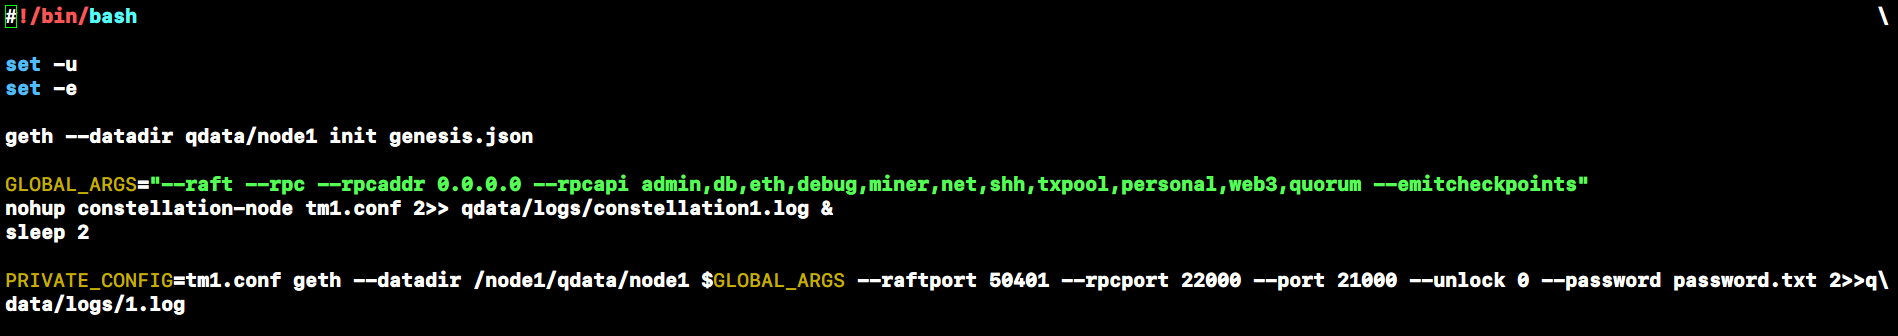 #!/bin/bash \
set -u
set -e
geth --datadir qdata/node1 init genesis.json
GLOBAL_ARGS="--raft --rpc --rpcaddr 0.0.0.0 --rpcapi admin,db,eth,debug,miner,net,shh,txpool,personal,web3,quorum --emitcheckpoints"
nohup constellation-node tm1.conf 2>> qdata/logs/constellation1.log &
sleep 2
PRIVATE_CONFIG=tm1.conf geth --datadir /node1/qdata/node1 $GLOBAL_ARGS --raftport 50401 --rpcport 22000 --port 21000 --unlock 0 --password password.txt 2>>q\
data/logs/1.log